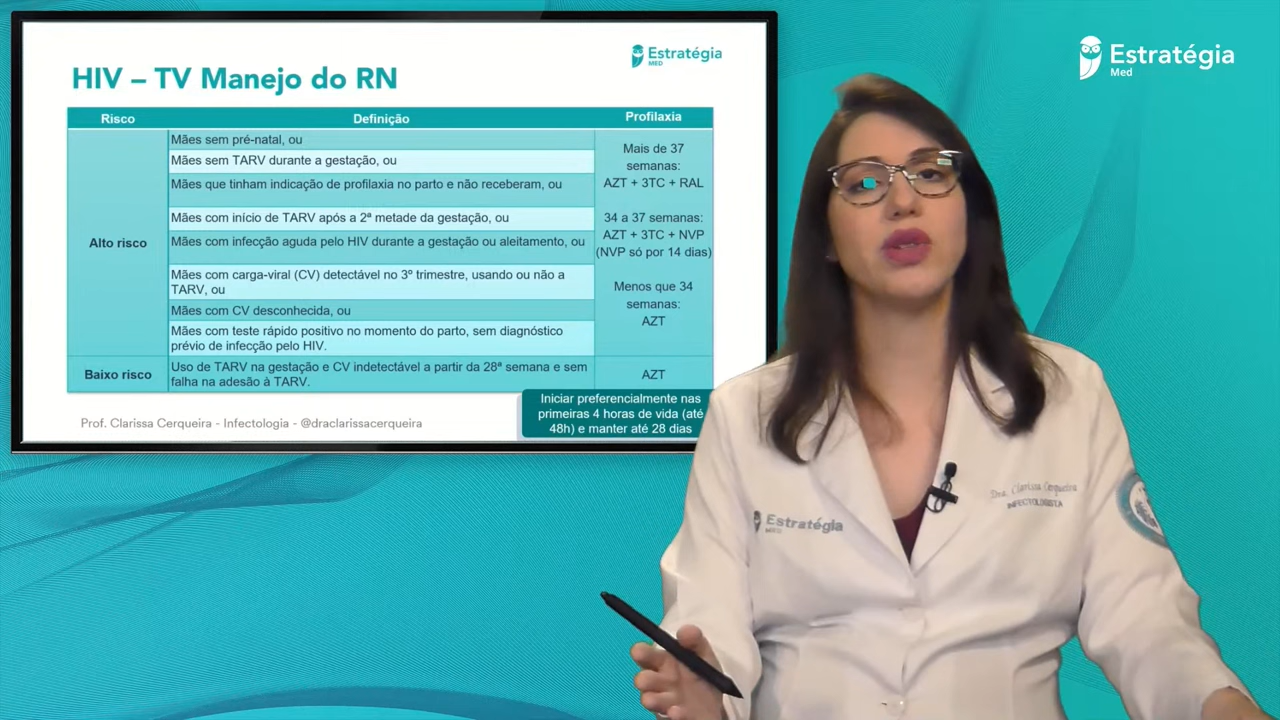 Estratégia
MED
HIV – TV Manejo do RN
Risco
Definição
Profilaxia
Alto risco
Mães sem pré-natal, ou
Mães sem TARV durante a gestação, ou
Mães que tinham indicação de profilaxia no parto e não receberam, ou
Mães com início de TARV após a 2ª metade da gestação, ou
Mães com infecção aguda pelo HIV durante a gestação ou aleitamento, ou
Mães com carga-viral (CV) detectável no 3º trimestre, usando ou não a
TARV, ou
Mães com CV desconhecida, ou
Mães com teste rápido positivo no momento do parto, sem diagnóstico
prévio de infecção pelo HIV.
Mais de 37
semanas:
AZT + 3TC + RAL
34 a 37 semanas:
AZT + 3TC + NVP
(NVP só por 14 dias)
Menos que 34
semanas:
AZT
Baixo risco
Uso de TARV na gestação e CV indetectável a partir da 28ª semana e sem
falha na adesão à TARV.
AZT
Iniciar preferencialmente nas
primeiras 4 horas de vida (até
48h) e manter até 28 dias
Prof. Clarissa Cerqueira - Infectologia - @draclarissacerqueira
Estratégia
Med
Estratégia
MED
Dra. Clarissa Cerqueira
INFECTOLOGISTA